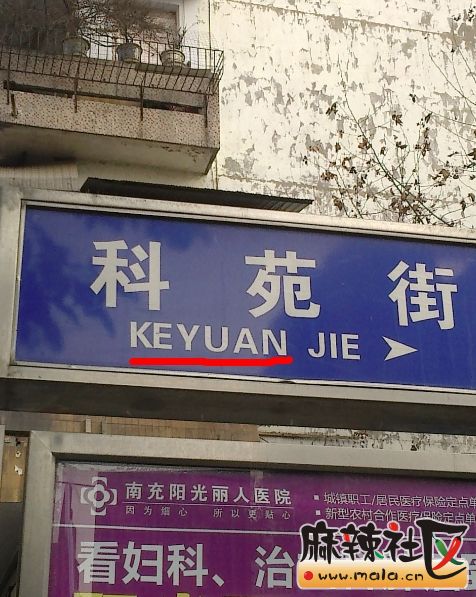 科苑街
KEYUAN JIE
南充阳光丽人医院
因为细心 所以更贴心
城镇职工/居民医疗保险定点单
新型农村合作医疗保险定点单
看妇科、治
麻辣社区
www.mala.cn